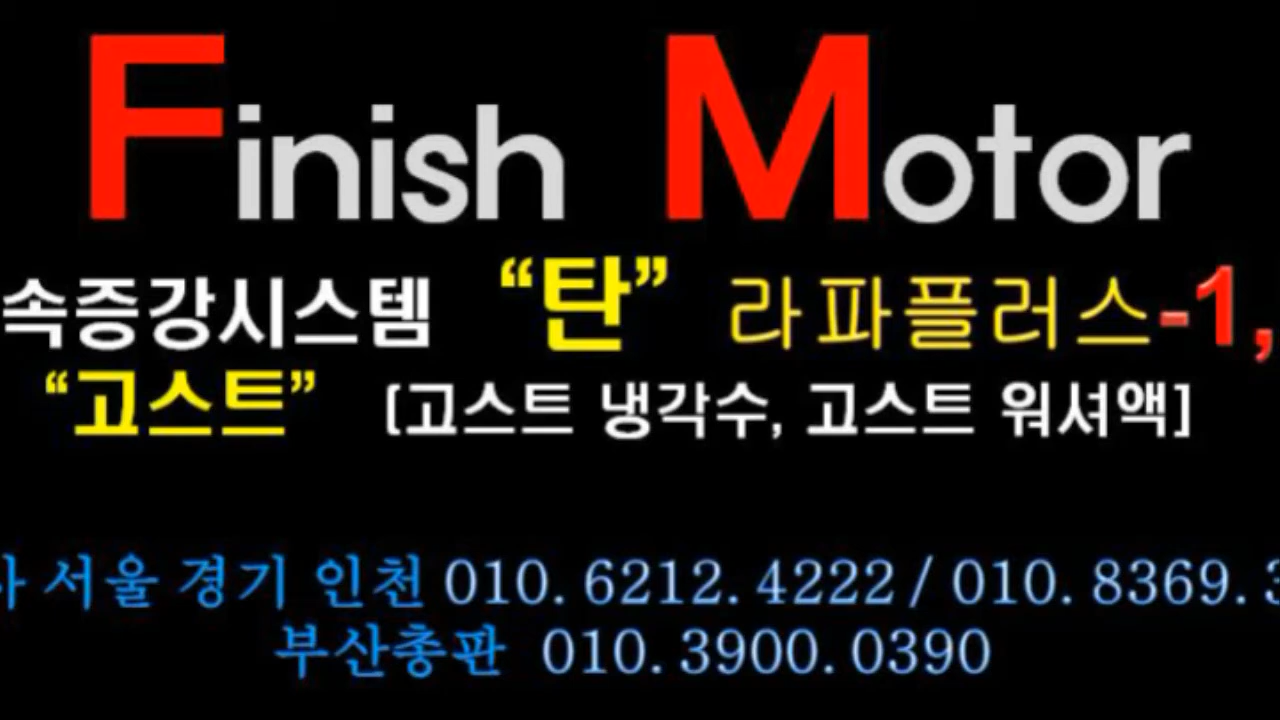 Finish Motor
속증강시스템 “탄” 라파플러스-1,
“고스트” [고스트 냉각수, 고스트 워셔액]
서울 경기 인천 010. 6212. 4222 / 010. 8369.
부산총판 010. 3900. 0390